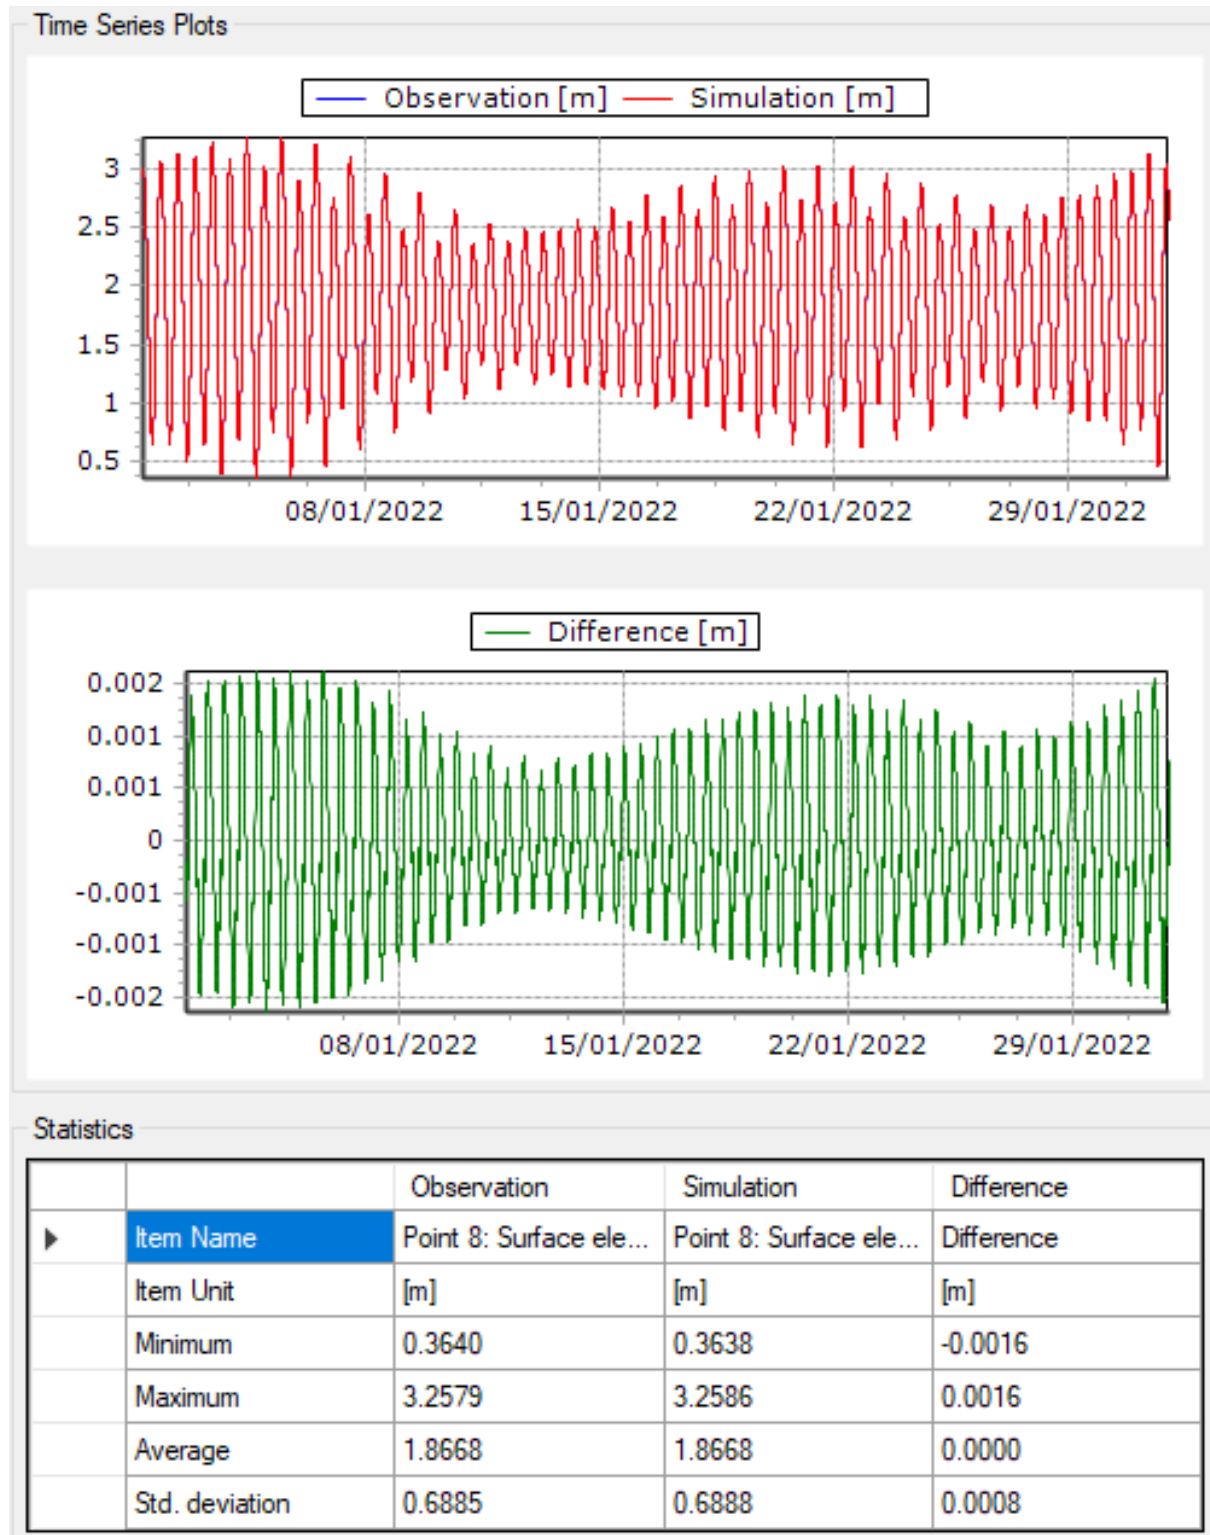 Time Series Plots
Observation [m] Simulation [m]
3
2.5
2
1.5
1
0.5
08/01/2022 15/01/2022 22/01/2022 29/01/2022
Difference [m]
0.002
0.001
0.001
0
-0.001
-0.001
-0.002
08/01/2022 15/01/2022 22/01/2022 29/01/2022
Statistics
Observation Simulation Difference
Item Name Point 8: Surface ele... Point 8: Surface ele... Difference
Item Unit [m] [m] [m]
Minimum 0.3640 0.3638 -0.0016
Maximum 3.2579 3.2586 0.0016
Average 1.8668 1.8668 0.0000
Std. deviation 0.6885 0.6888 0.0008